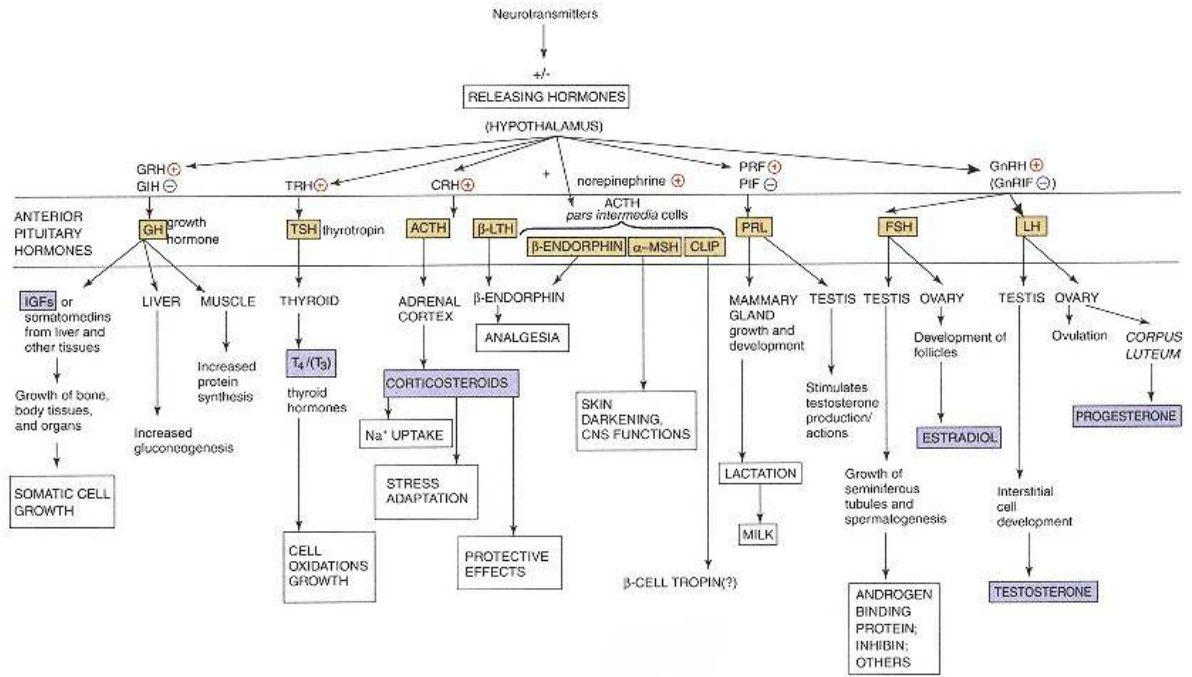 Neurotransmitters
+/-
RELEASING HORMONES
(HYPOTHALAMUS)
GRH ⊕
GIH ⊖
TRH ⊕
CRH ⊕
+
norepinephrine ⊕
PRF ⊕
PIF ⊖
GnRH ⊕
(GnRIF ⊖)
ANTERIOR
PITUITARY
HORMONES
GH growth
hormone
TSH thyrotropin
ACTH
β-LTH
ACTH
pars intermedia cells
β-ENDORPHIN
α-MSH
CLIP
PRL
FSH
LH
IGFs or
somatomedins
from liver and
other tissues
Growth of bone,
body tissues,
and organs
SOMATIC CELL
GROWTH
LIVER
Increased
gluconeogenesis
MUSCLE
Increased
protein
synthesis
THYROID
T4/(T3)
thyroid
hormones
CELL
OXIDATIONS
GROWTH
ADRENAL
CORTEX
CORTICOSTEROIDS
Na+ UPTAKE
STRESS
ADAPTATION
PROTECTIVE
EFFECTS
β-ENDORPHIN
ANALGESIA
SKIN
DARKENING,
CNS FUNCTIONS
β-CELL TROPIN(?)
MAMMARY
GLAND
growth and
development
LACTATION
MILK
TESTIS
Stimulates
testosterone
production/
actions
TESTIS
Growth of
seminiferous
tubules and
spermalogenesis
ANDROGEN
BINDING
PROTEIN;
INHIBIN;
OTHERS
OVARY
Development of
follicles
ESTRADIOL
TESTIS
Interstitial
cell
development
TESTOSTERONE
OVARY
Ovulation
CORPUS
LUTEUM
PROGESTERONE